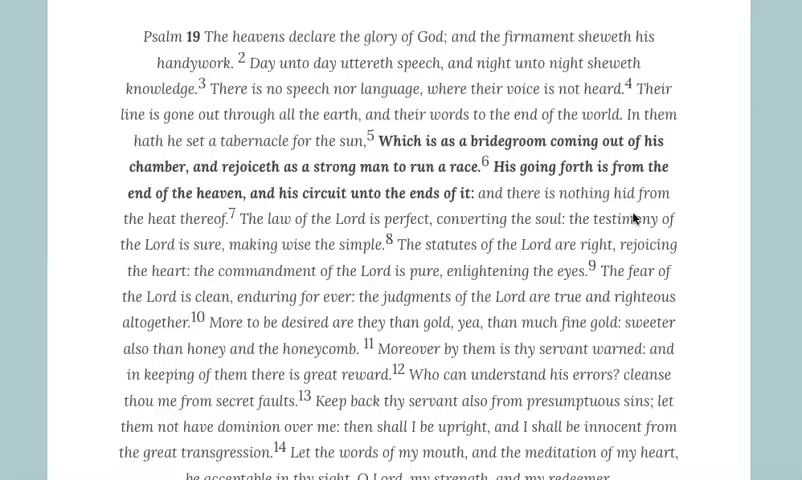 Psalm 19 The heavens declare the glory of God; and the firmament sheweth his
handywork. 2 Day unto day uttereth speech, and night unto night sheweth
knowledge.3 There is no speech nor language, where their voice is not heard.4 Their
line is gone out through all the earth, and their words to the end of the world. In them
hath he set a tabernacle for the sun,5 Which is as a bridegroom coming out of his
chamber, and rejoiceth as a strong man to run a race.6 His going forth is from the
end of the heaven, and his circuit unto the ends of it: and there is nothing hid from
the heat thereof.7 The law of the Lord is perfect, converting the soul: the testimony of
the Lord is sure, making wise the simple.8 The statutes of the Lord are right, rejoicing
the heart: the commandment of the Lord is pure, enlightening the eyes.9 The fear of
the Lord is clean, enduring for ever: the judgments of the Lord are true and righteous
altogether.10 More to be desired are they than gold, yea, than much fine gold: sweeter
also than honey and the honeycomb. 11 Moreover by them is thy servant warned: and
in keeping of them there is great reward.12 Who can understand his errors? cleanse
thou me from secret faults.13 Keep back thy servant also from presumptuous sins; let
them not have dominion over me: then shall I be upright, and I shall be innocent from
the great transgression.14 Let the words of my mouth, and the meditation of my heart,
be acceptable in thy sight, O Lord, my strength, and my redeemer.